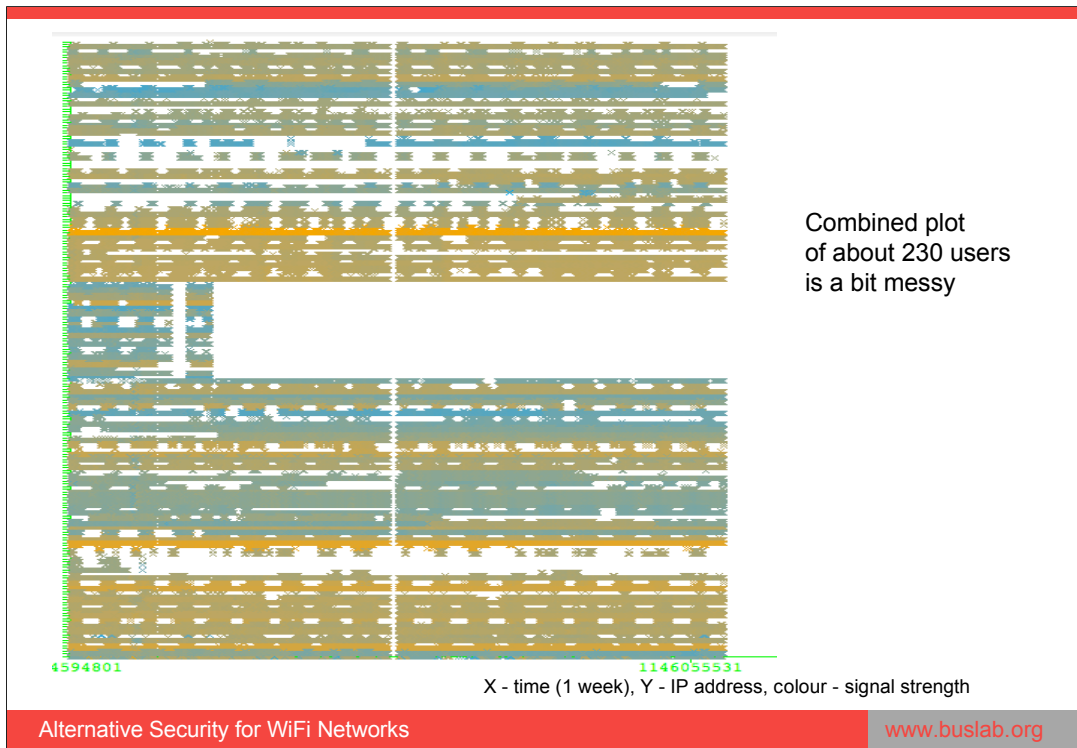 Combined plot
of about 230 users
is a bit messy
4594801
1146055531
X - time (1 week), Y - IP address, colour - signal strength
Alternative Security for WiFi Networks
www.buslab.org